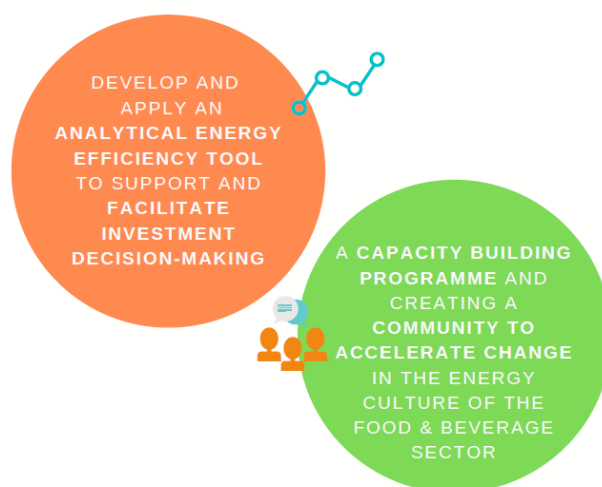 DEVELOP AND
APPLY AN
ANALYTICAL ENERGY
EFFICIENCY TOOL
TO SUPPORT AND
FACILITATE
INVESTMENT
DECISION-MAKING
A CAPACITY BUILDING
PROGRAMME AND
CREATING A
COMMUNITY TO
ACCELERATE CHANGE
IN THE ENERGY
CULTURE OF THE
FOOD & BEVERAGE
SECTOR